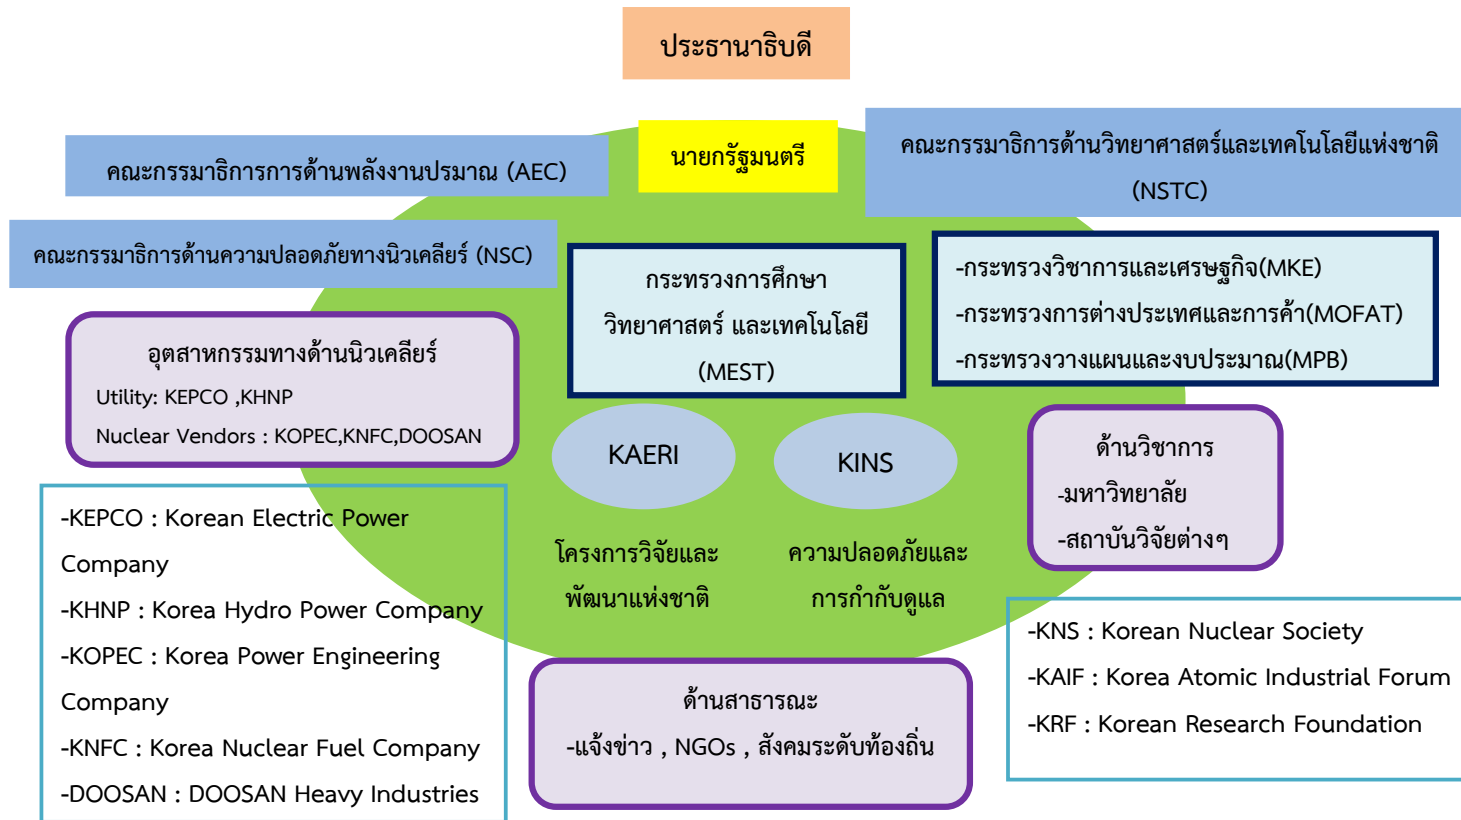 ประธานาธิบดี
นายกรัฐมนตรี
คณะกรรมาธิการการด้านพลังงานปรมาณ (AEC)
คณะกรรมาธิการด้านวิทยาศาสตร์และเทคโนโลยีแห่งชาติ
(NSTC)
คณะกรรมาธิการด้านความปลอดภัยทางนิวเคลียร์ (NSC)
กระทรวงการศึกษา
วิทยาศาสตร์ และเทคโนโลยี
(MEST)
-กระทรวงวิชาการและเศรษฐกิจ(MKE)
-กระทรวงการต่างประเทศและการค้า(MOFAT)
-กระทรวงวางแผนและงบประมาณ(MPB)
อุตสาหกรรมทางด้านนิวเคลียร์
Utility: KEPCO ,KHNP
Nuclear Vendors : KOPEC,KNFC,DOOSAN
KAERI
KINS
ด้านวิชาการ
-มหาวิทยาลัย
-สถาบันวิจัยต่างๆ
โครงการวิจัยและ
พัฒนาแห่งชาติ
ความปลอดภัยและ
การกำกับดูแล
-KEPCO : Korean Electric Power
Company
-KHNP : Korea Hydro Power Company
-KOPEC : Korea Power Engineering
Company
-KNFC : Korea Nuclear Fuel Company
-DOOSAN : DOOSAN Heavy Industries
ด้านสาธารณะ
-แจ้งข่าว , NGOs , สังคมระดับท้องถิ่น
-KNS : Korean Nuclear Society
-KAIF : Korea Atomic Industrial Forum
-KRF : Korean Research Foundation